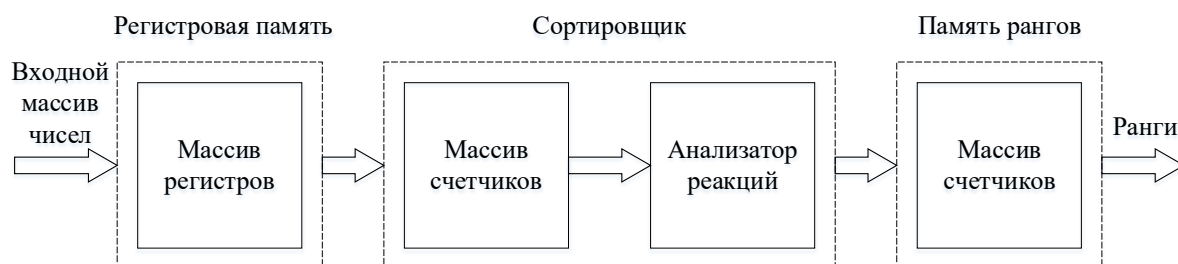 Регистровая память
Сортировщик
Память рангов
Входной
массив
чисел
Массив
регистров
Массив
счетчиков
Анализатор
реакций
Массив
счетчиков
Ранги